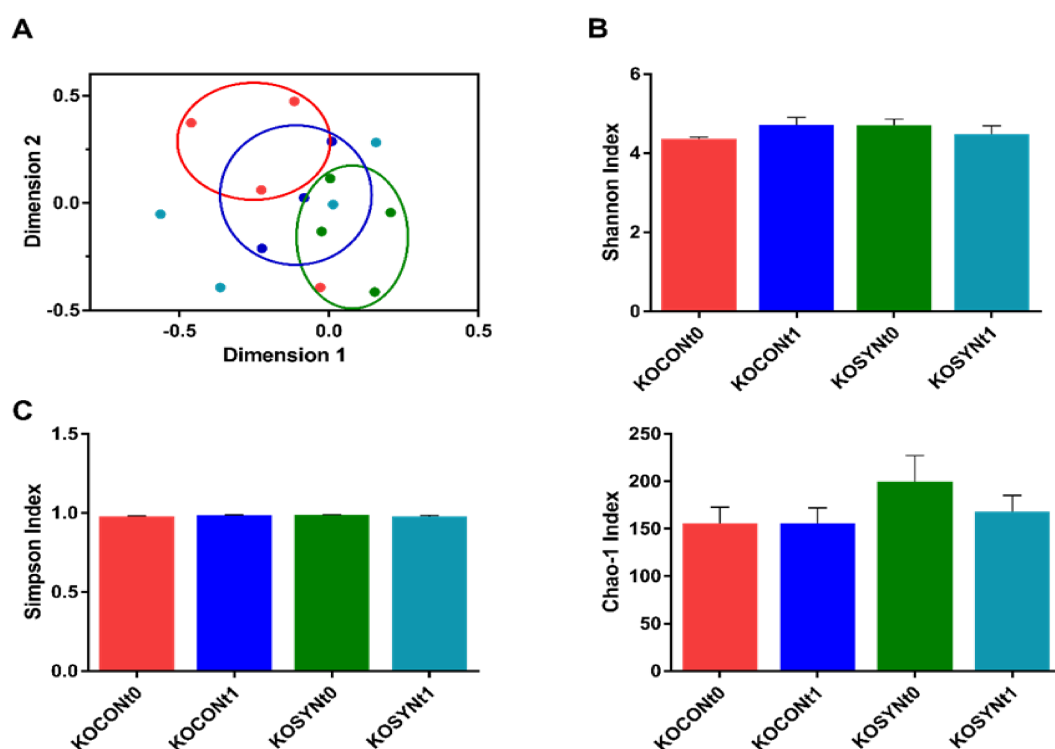 A
Dimension 2
0.5
0.0
-0.5
-0.5
0.0
0.5
Dimension 1
B
Shannon Index
6
4
2
0
KOCONt0
KOCONt1
KOSYNt0
KOSYNt1
C
Simpson Index
1.5
1.0
0.5
0.0
KOCONt0
KOCONt1
KOSYNt0
KOSYNt1
Chao-1 Index
250
200
150
100
50
0
KOCONt0
KOCONt1
KOSYNt0
KOSYNt1